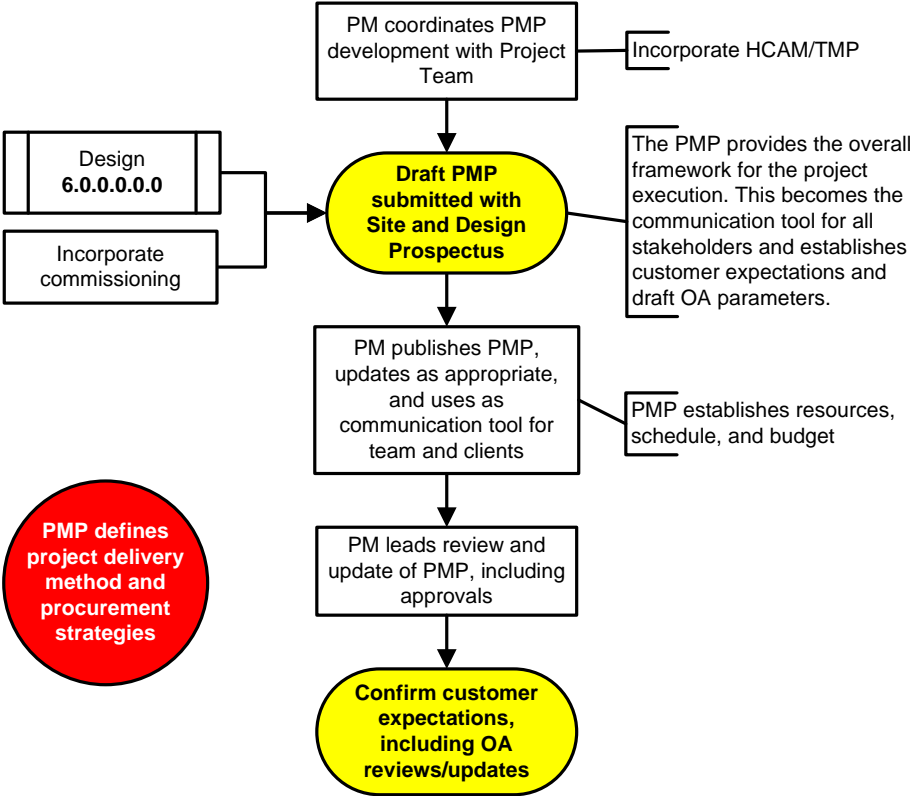 PM coordinates PMP
development with Project
Team
Incorporate HCAM/TMP
Design
6.0.0.0.0.0
Incorporate
commissioning
Draft PMP
submitted with
Site and Design
Prospectus
The PMP provides the overall
framework for the project
execution. This becomes the
communication tool for all
stakeholders and establishes
customer expectations and
draft OA parameters.
PM publishes PMP,
updates as appropriate,
and uses as
communication tool for
team and clients
PMP establishes resources,
schedule, and budget
PMP defines
project delivery
method and
procurement
strategies
PM leads review and
update of PMP, including
approvals
Confirm customer
expectations,
including OA
reviews/updates